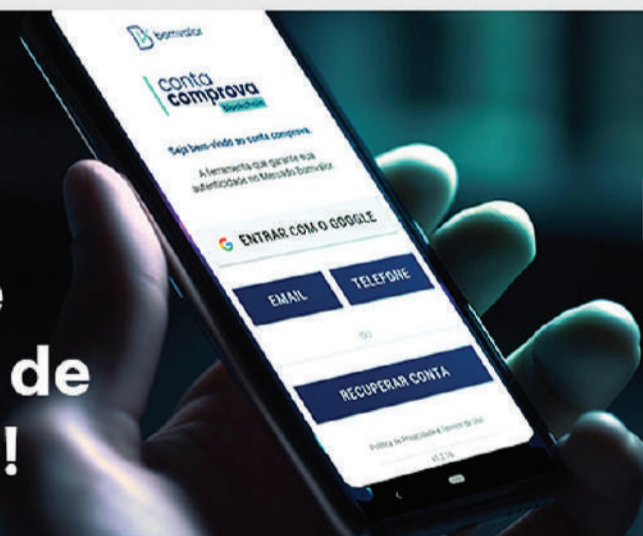 bomvalor
conta
comprova
blockchain
Seja bem-vindo ao conta comprova.
A ferramenta que garante sua
autenticidade no Mercado Bomvalor.
ENTRAR COM O GOOGLE
EMAIL
TELEFONE
OU
RECUPERAR CONTA
Política de Privacidade e Termos de Uso
e
de
!